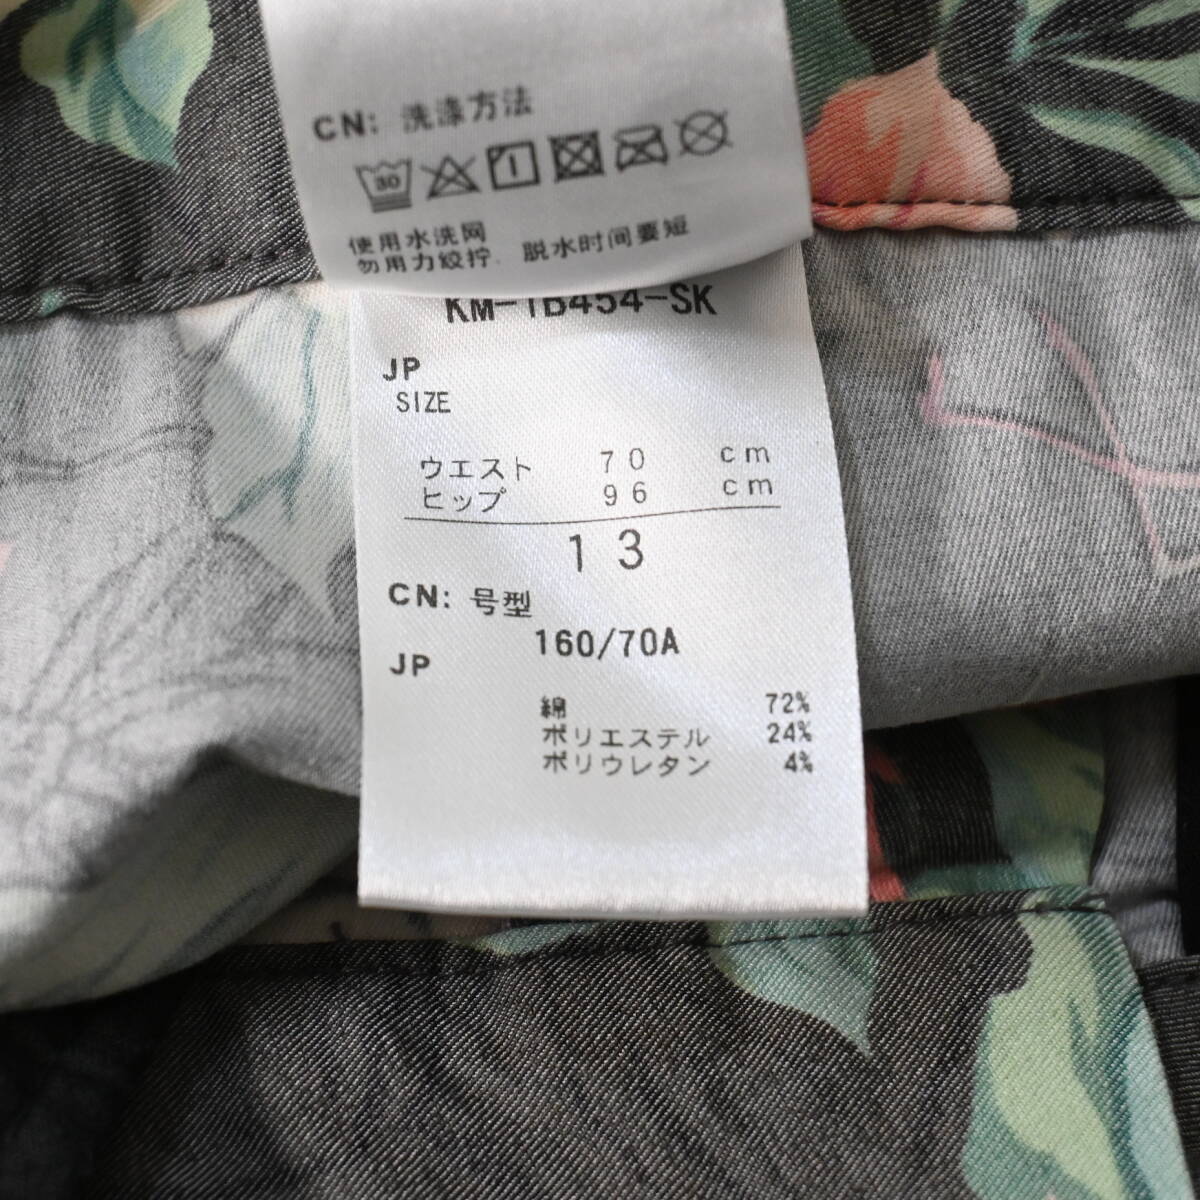 CN: 洗涤方法
30
使用水洗网
勿用力绞拧 脱水时间要短
KM-TB454-SK
JP
SIZE
ウエスト 70 cm
ヒップ 96 cm
13
CN: 号型
160/70A
JP
綿 72%
ポリエステル 24%
ポリウレタン 4%